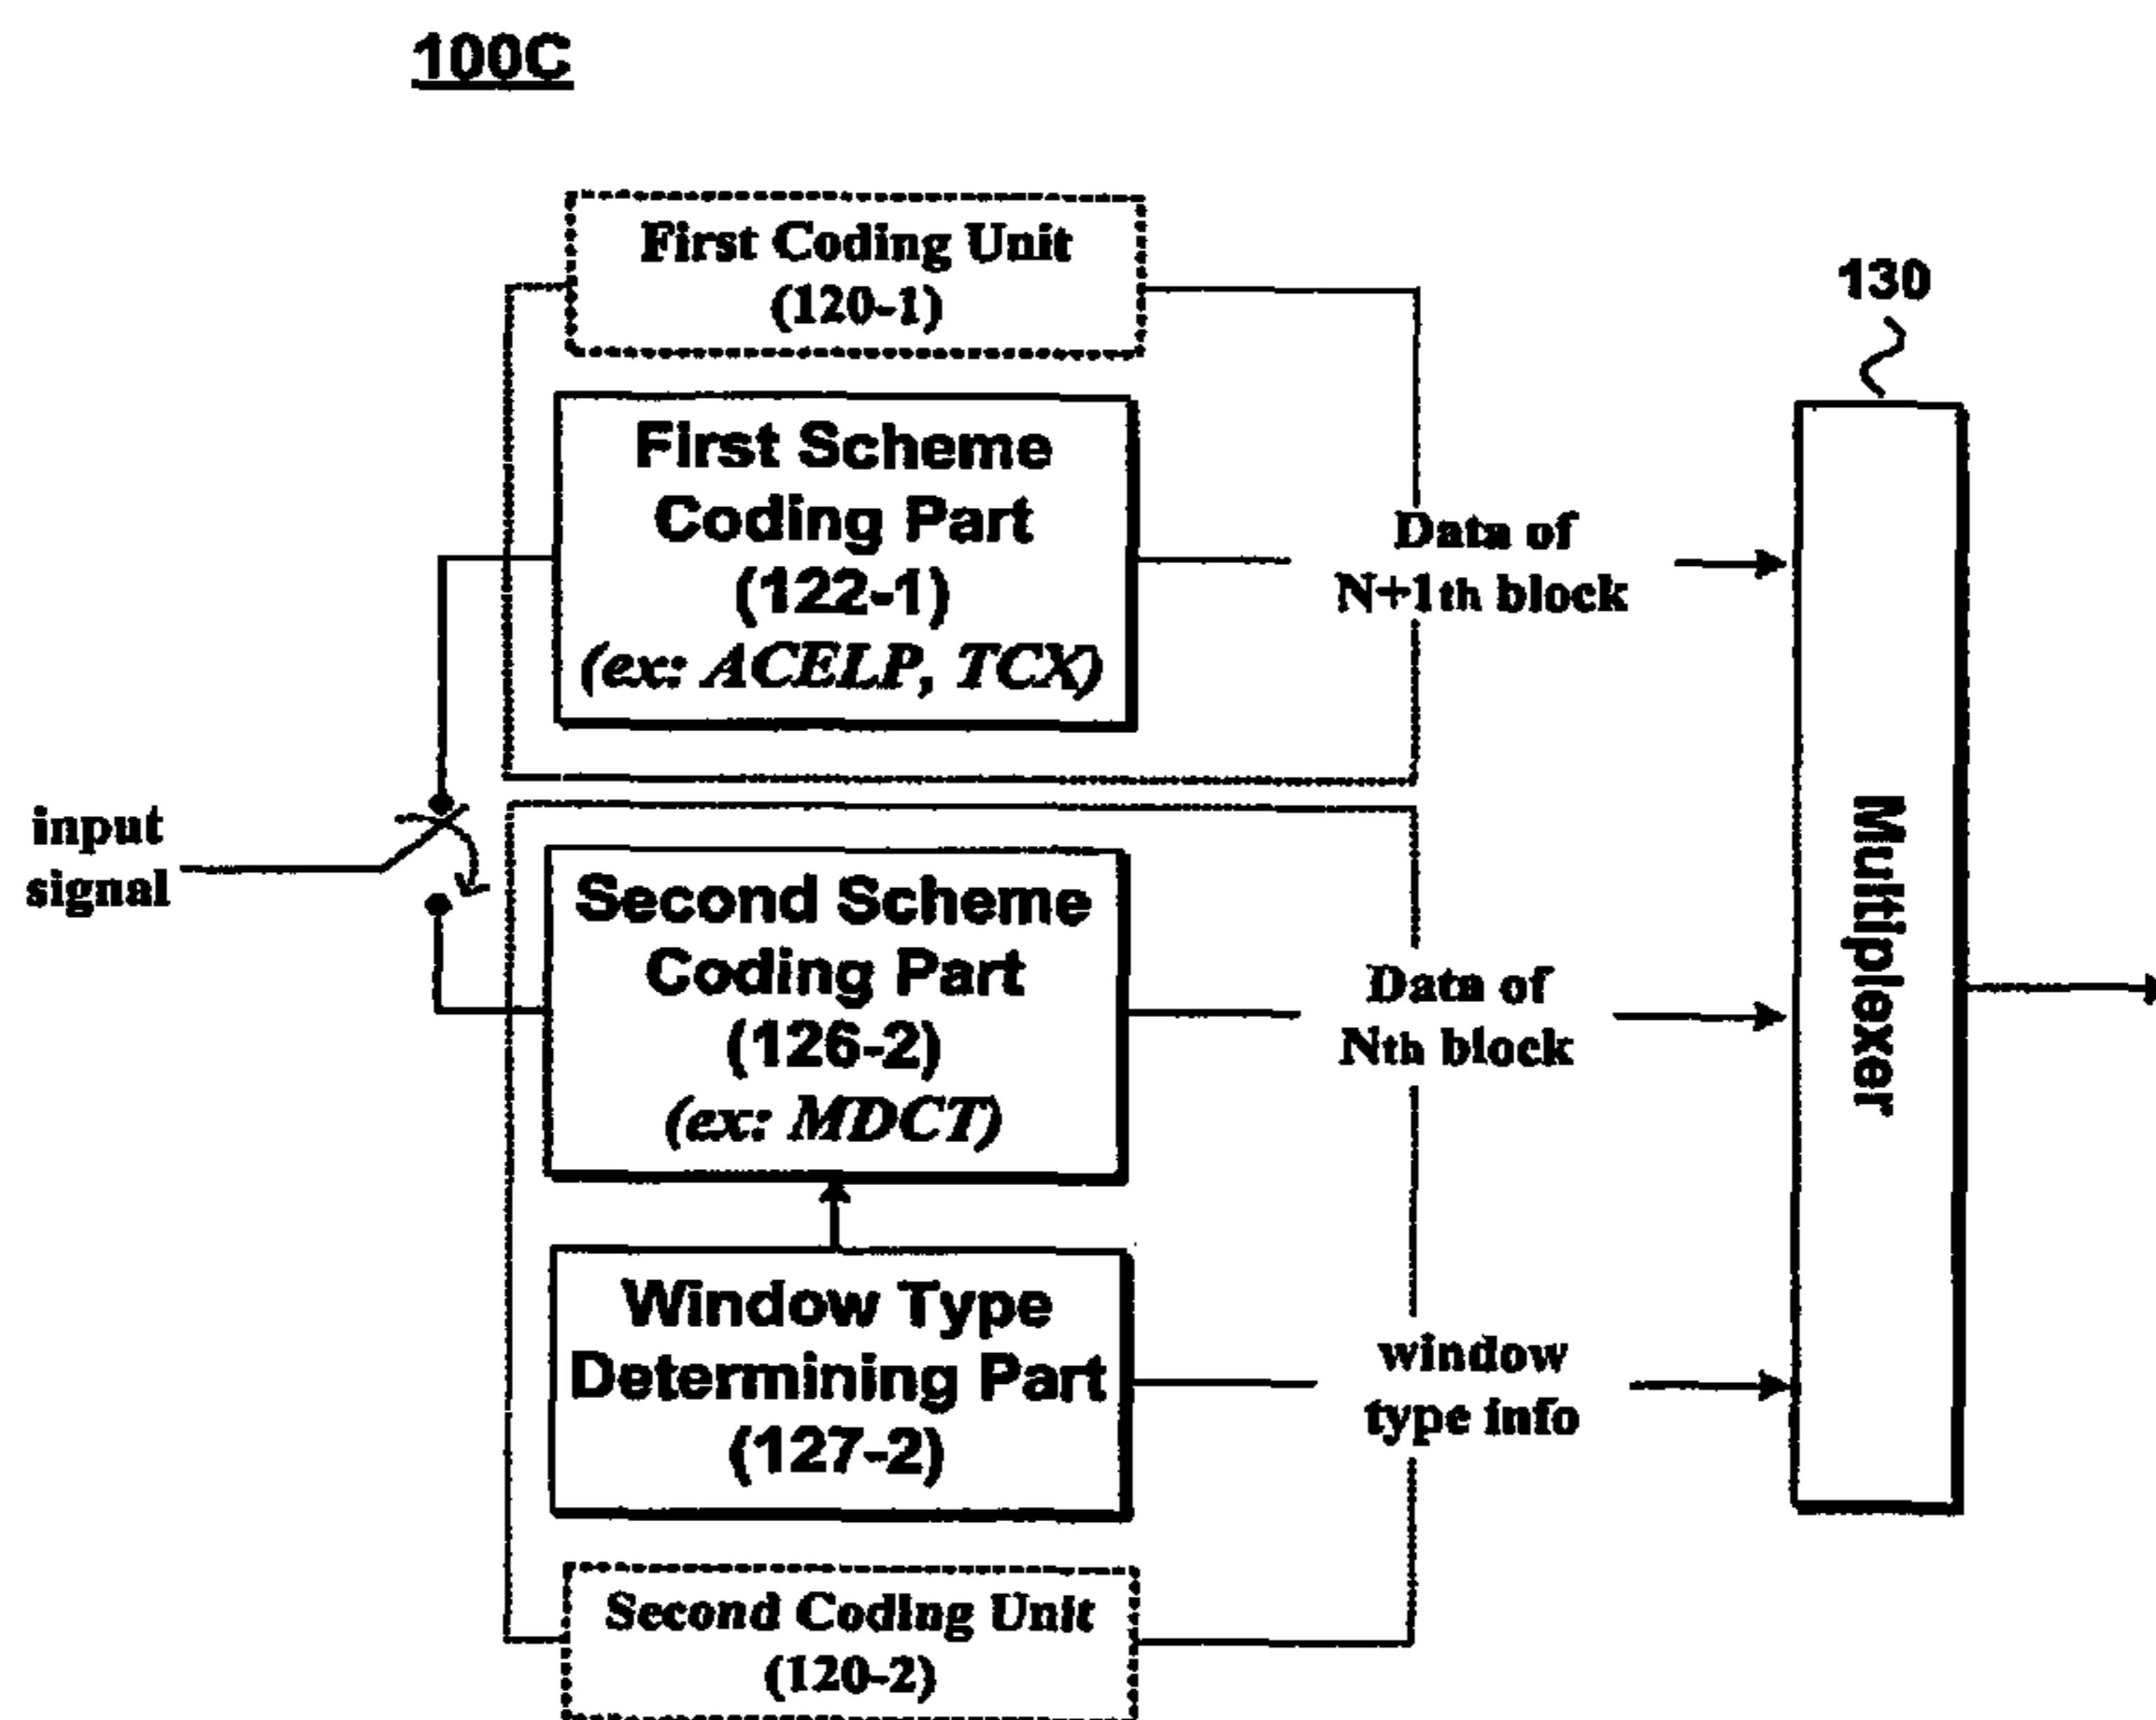 100C
First Coding Unit
(120-1)
130
First Scheme
Coding Part
(122-1)
(ex: ACELP, TCX)
Data of
N+1th block
input
signal
Second Scheme
Coding Part
(126-2)
(ex: MDCT)
Data of
Nth block
Multiplexer
Window Type
Determining Part
(127-2)
window
type info
Second Coding Unit
(120-2)